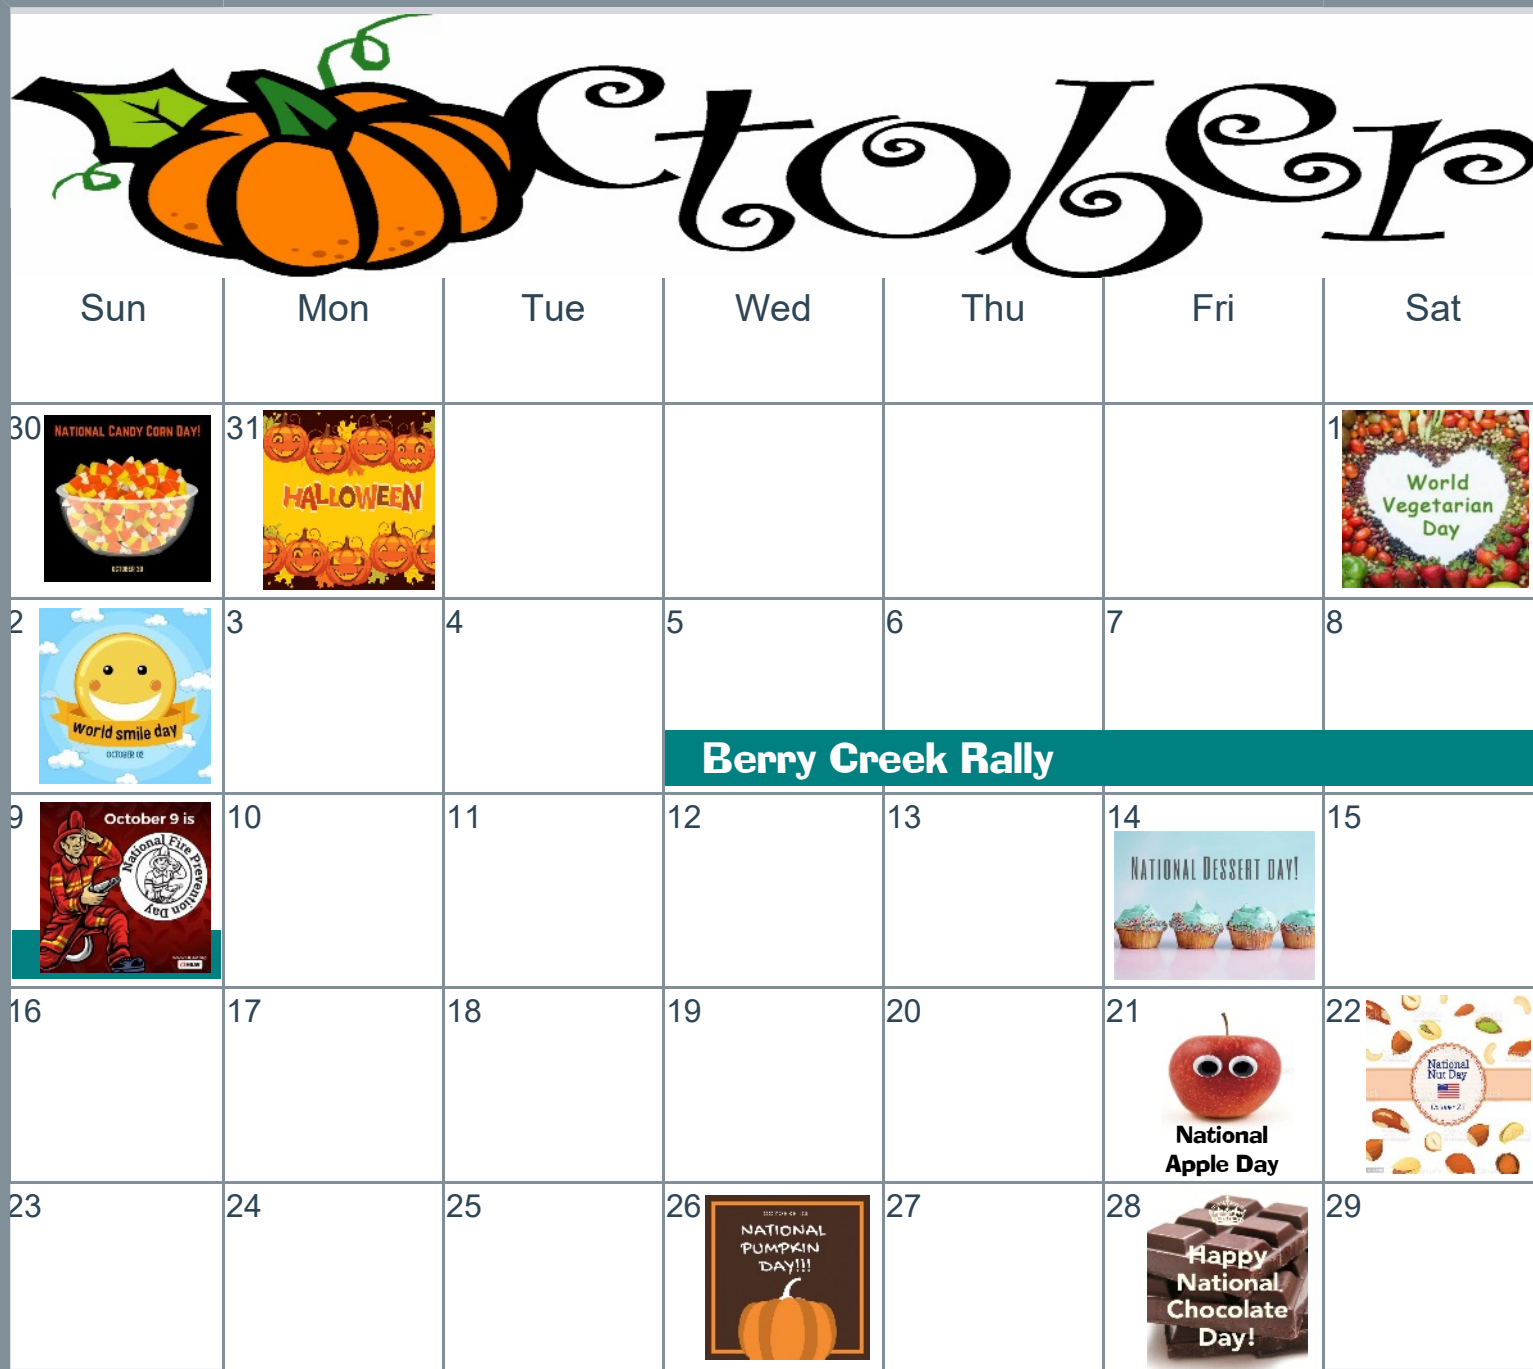 ctober
Sun Mon Tue Wed Thu Fri Sat
30 NATIONAL CANDY CORN DAY!
OCTOBER 30
31
HALLOWEEN
1
World
Vegetarian
Day
2
world smile day
OCTOBER 02
3
4
5
6
7
8
Berry Creek Rally
9
October 9 is
National Fire Prevention Day
10
11
12
13
14
NATIONAL DESSERT DAY!
15
16
17
18
19
20
21
National
Apple Day
22
National
Nut Day
23
24
25
26
NATIONAL
PUMPKIN
DAY!!!
27
28
Happy
National
Chocolate
Day!
29